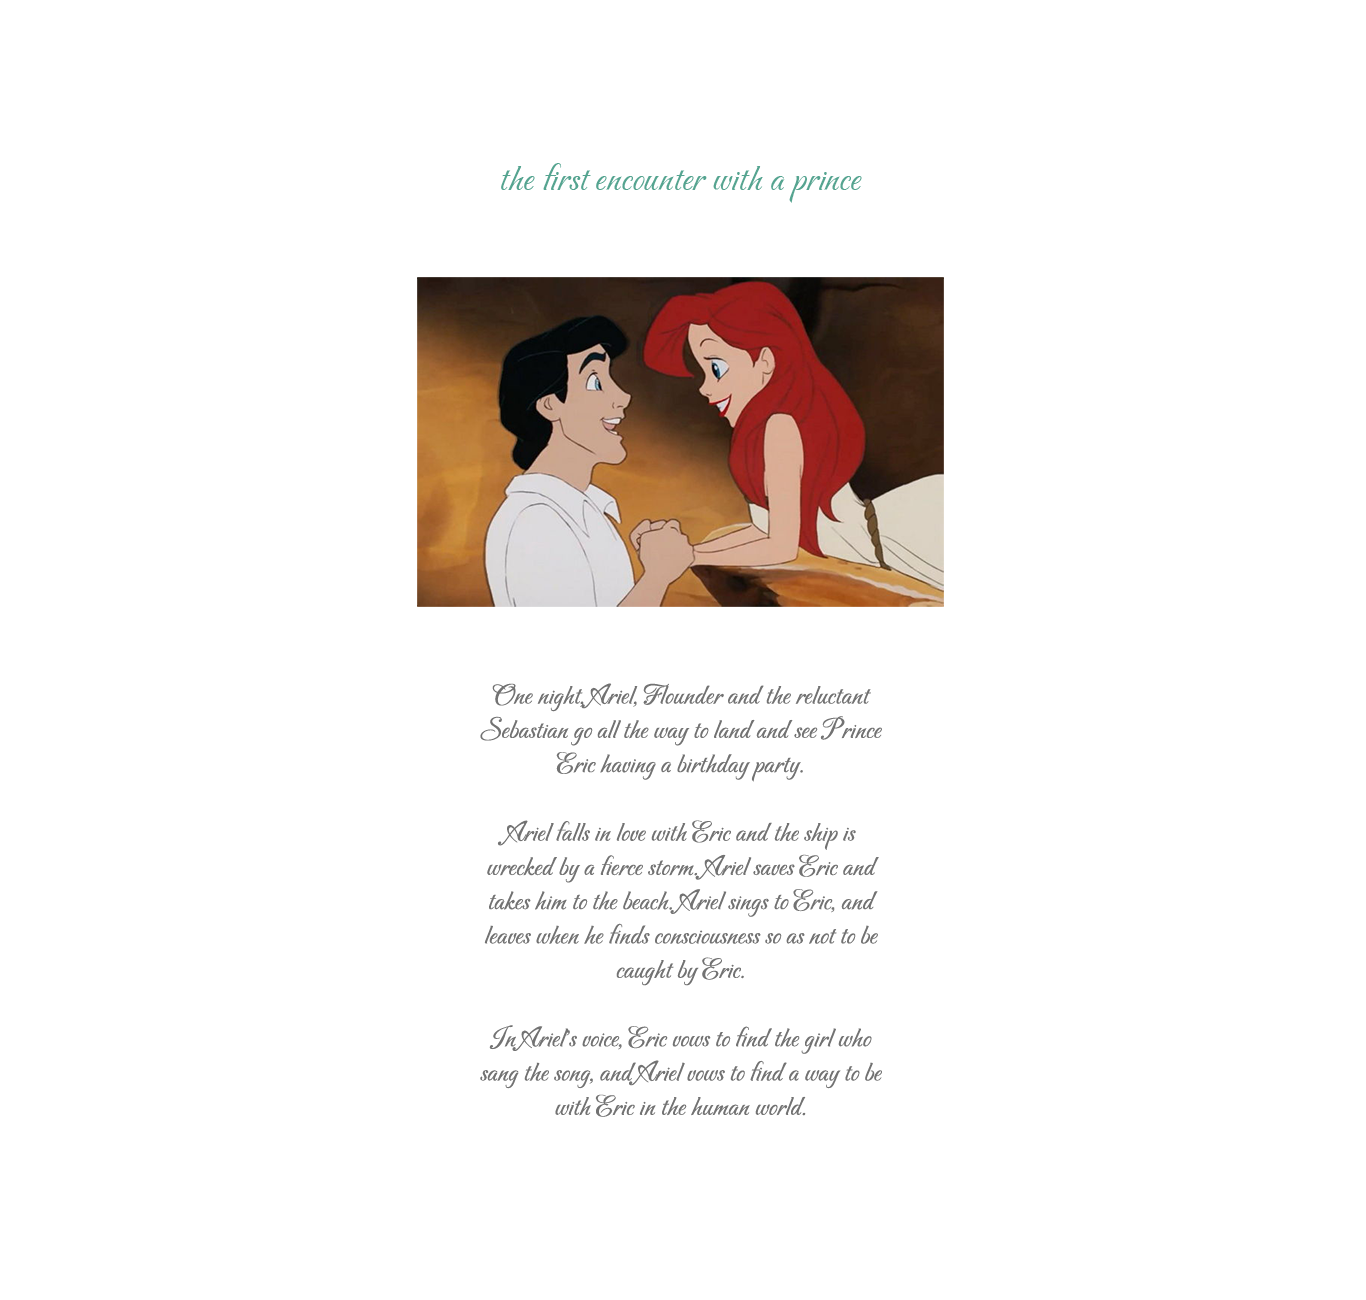 the first encounter with a prince
One night, Ariel, Flounder and the reluctant
Sebastian go all the way to land and see Prince
Eric having a birthday party.
Ariel falls in love with Eric and the ship is
wrecked by a fierce storm. Ariel saves Eric and
takes him to the beach. Ariel sings to Eric, and
leaves when he finds consciousness so as not to be
caught by Eric.
In Ariel's voice, Eric vows to find the girl who
sang the song, and Ariel vows to find a way to be
with Eric in the human world.